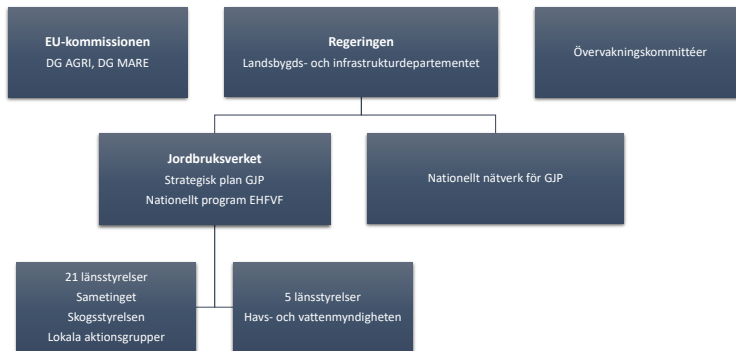 EU-kommissionen
DG AGRI, DG MARE
Regeringen
Landsbygds- och infrastrukturdepartementet
Övervakningskommittéer
Jordbruksverket
Strategisk plan GJP
Nationellt program EHFVF
Nationellt nätverk för GJP
21 länsstyrelser
Sametinget
Skogsstyrelsen
Lokala aktionsgrupper
5 länsstyrelser
Havs- och vattenmyndigheten